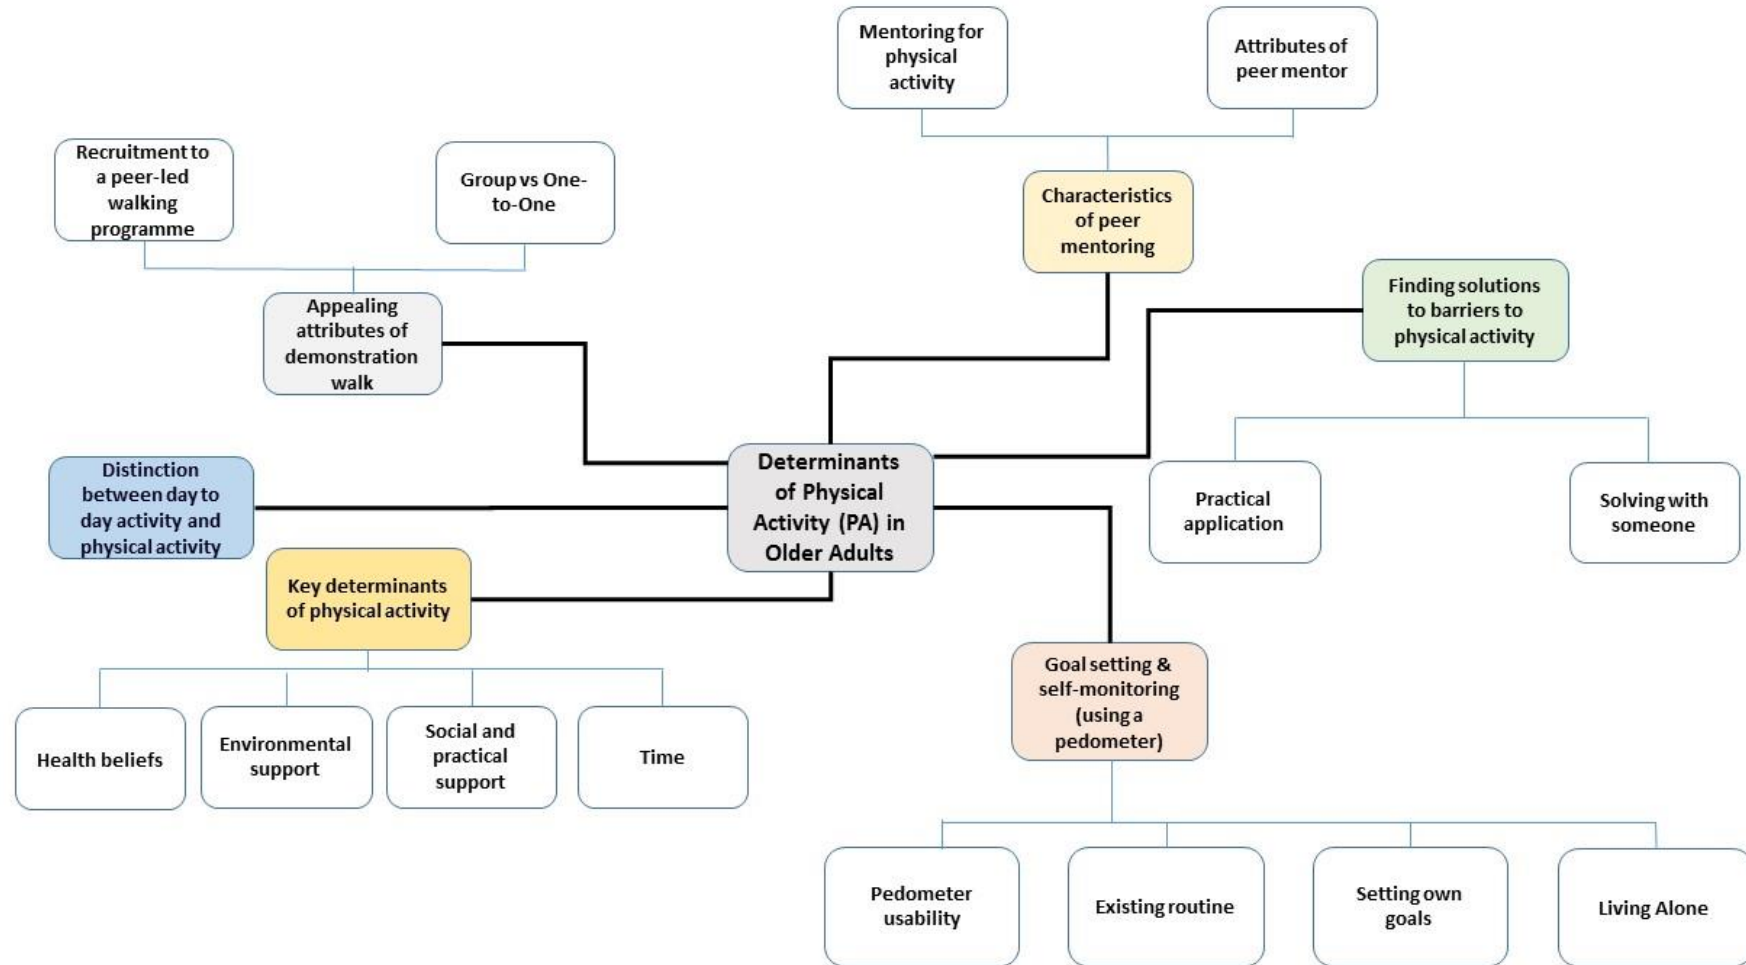 Mentoring for
physical
activity
Attributes of
peer mentor
Recruitment to
a peer-led
walking
programme
Group vs One-
to-One
Characteristics
of peer
mentoring
Appealing
attributes of
demonstration
walk
Finding solutions
to barriers to
physical activity
Determinants
of Physical
Activity (PA) in
Older Adults
Distinction
between day to
day activity and
physical activity
Practical
application
Solving with
someone
Key determinants
of physical activity
Health beliefs
Environmental
support
Social and
practical
support
Time
Goal setting &
self-monitoring
(using a
pedometer)
Pedometer
usability
Existing routine
Setting own
goals
Living Alone